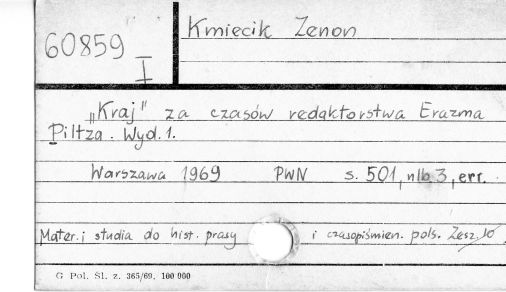 60859
I
Kmiecik Zenon
„Kraj" za czasów redaktorstwa Erazma
Piltza. Wyd. 1.
Warszawa 1969 PWN s. 501, nlb 3, err.
Mater. i studia do hist. prasy i czasopiśmien. pols. Zesz. 10
G Pol. Śl. z. 365/69. 100 000